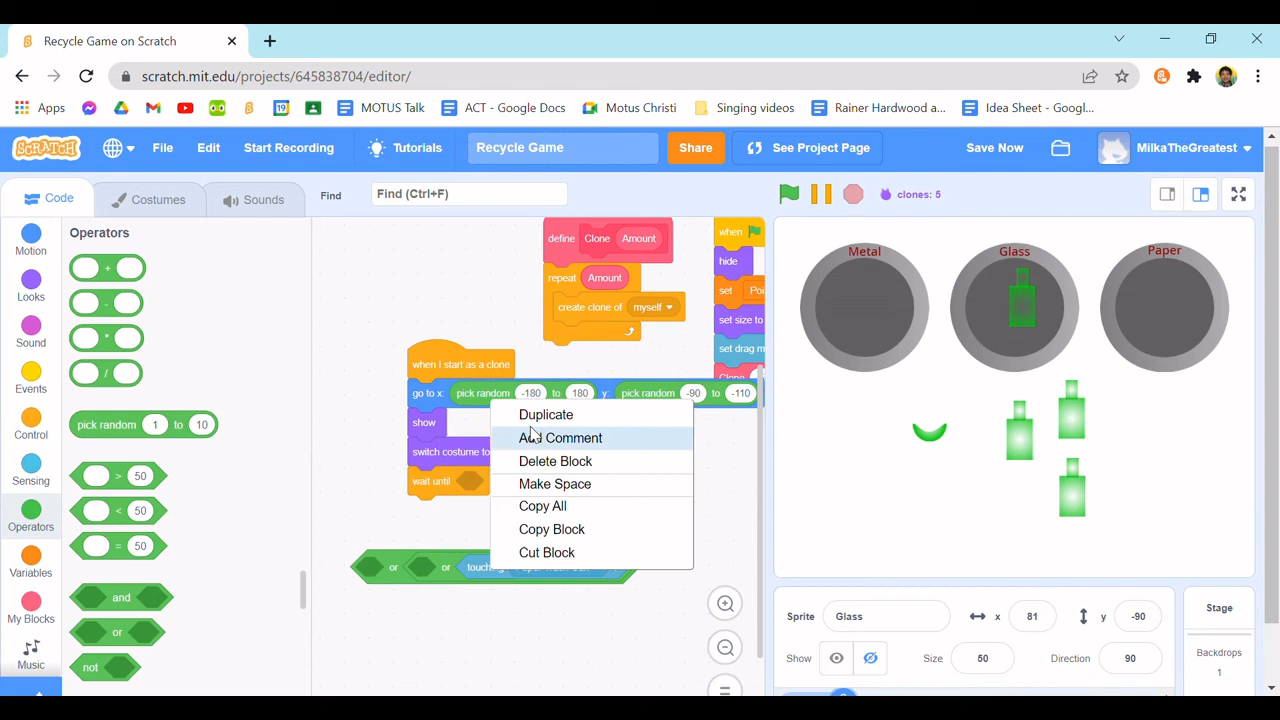 Recycle Game on Scratch
scratch.mit.edu/projects/645838704/editor/
Apps MOTUS Talk ACT - Google Docs Motus Christi Singing videos Rainer Hardwood a... Idea Sheet - Googl...
SCRATCH File Edit Start Recording Tutorials Recycle Game Share See Project Page Save Now MilkaTheGreatest
Code Costumes Sounds Find Find (Ctrl+F) clones: 5
Motion
Looks
Sound
Events
Control
Sensing
Operators
Variables
My Blocks
Music
Operators
+
-
*
/
pick random 1 to 10
> 50
< 50
= 50
and
or
not
define Clone Amount
repeat Amount
create clone of myself
when
hide
set Poi
set size to
set drag m
Clone
when I start as a clone
go to x: pick random -180 to 180 y: pick random -90 to -110
show
switch costume to
wait until
or or
Duplicate
Add Comment
Delete Block
Make Space
Copy All
Copy Block
Cut Block
Metal Glass Paper
Sprite Glass x 81 y -90
Show Size 50 Direction 90
Stage
Backdrops
1